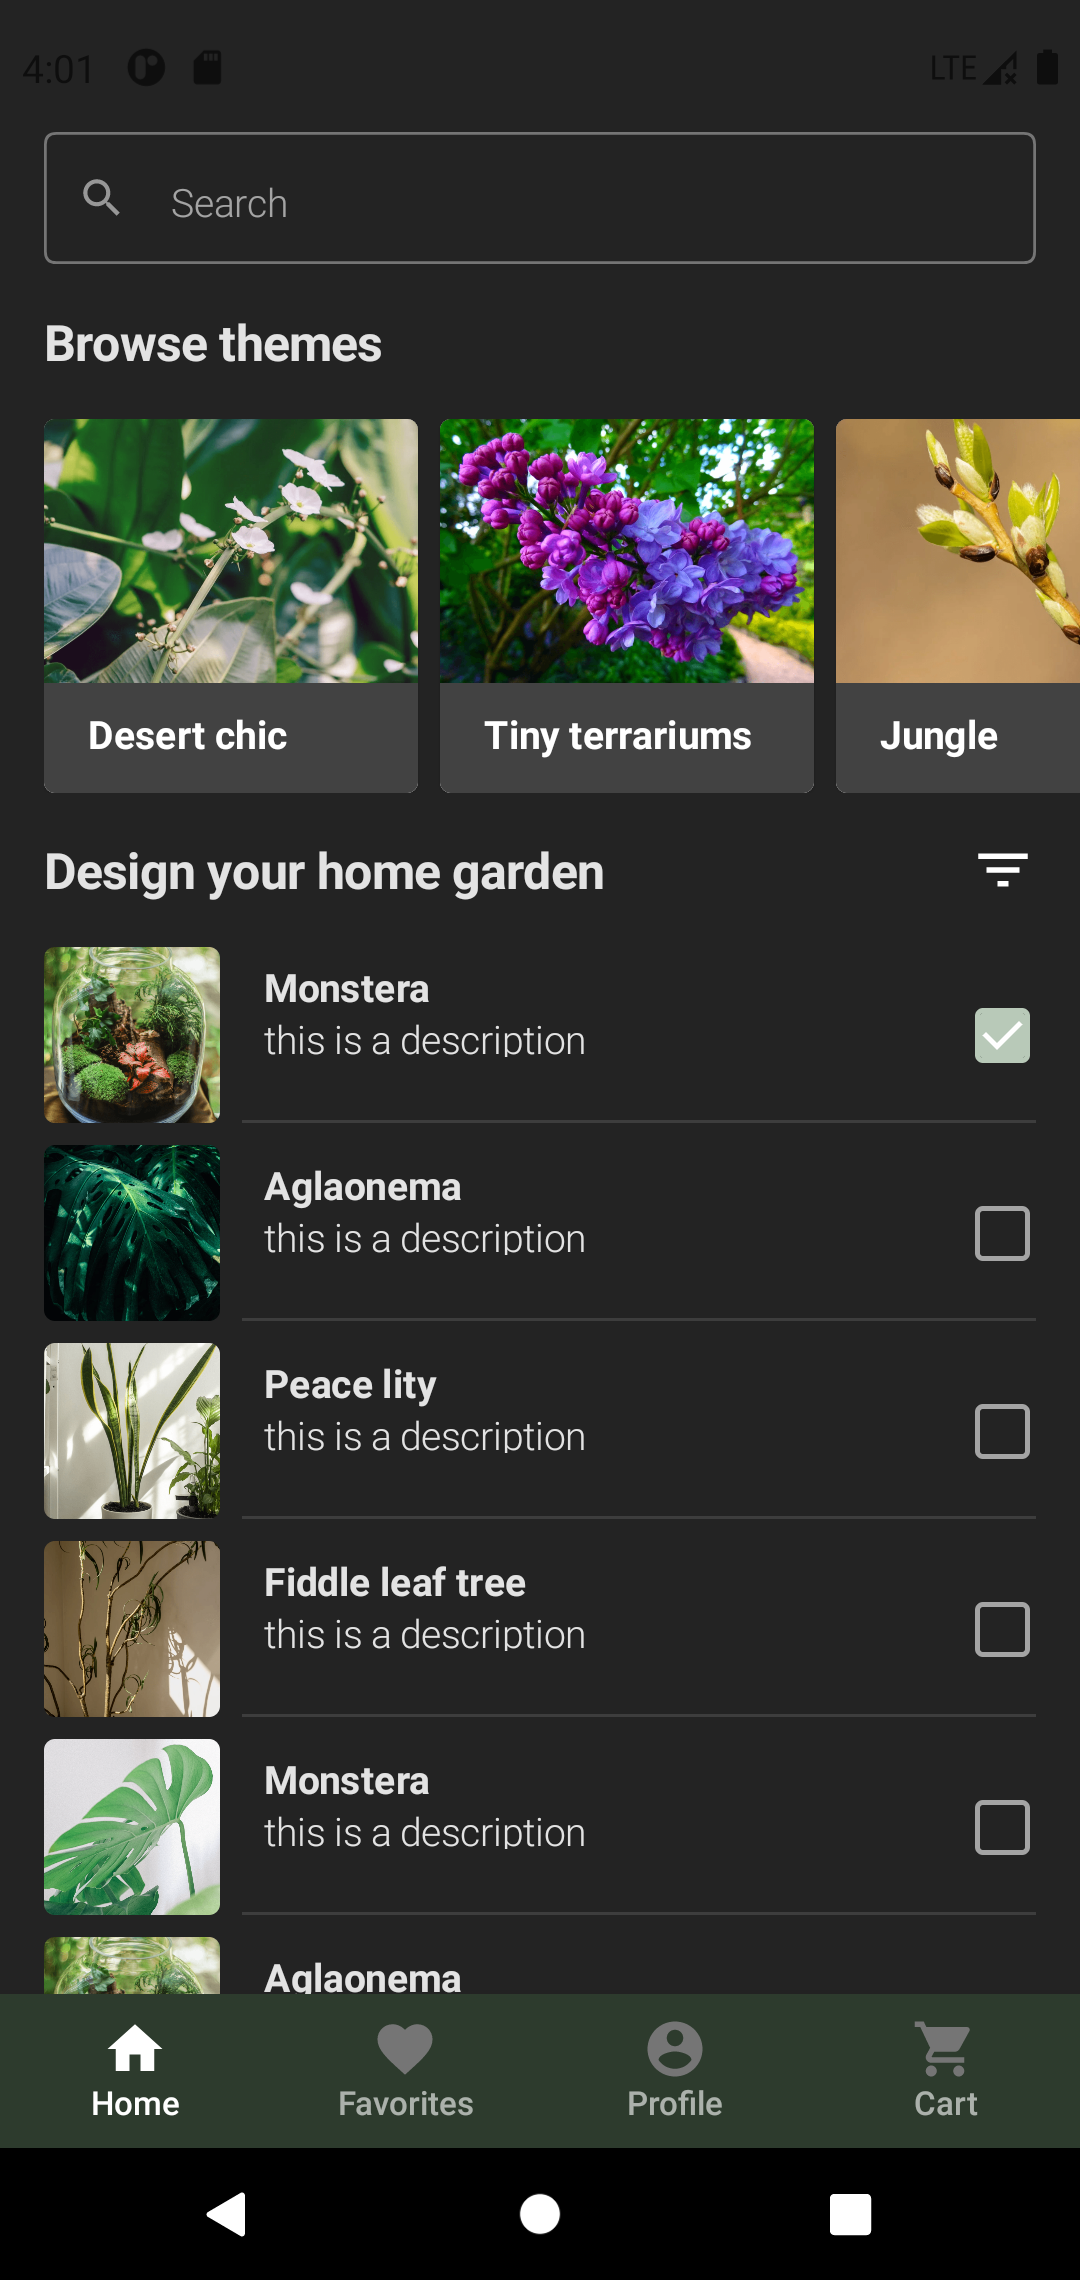 4:01
LTE
Search
Browse themes
Desert chic
Tiny terrariums
Jungle
Design your home garden
Monstera
this is a description
Aglaonema
this is a description
Peace lity
this is a description
Fiddle leaf tree
this is a description
Monstera
this is a description
Aglaonema
Home
Favorites
Profile
Cart